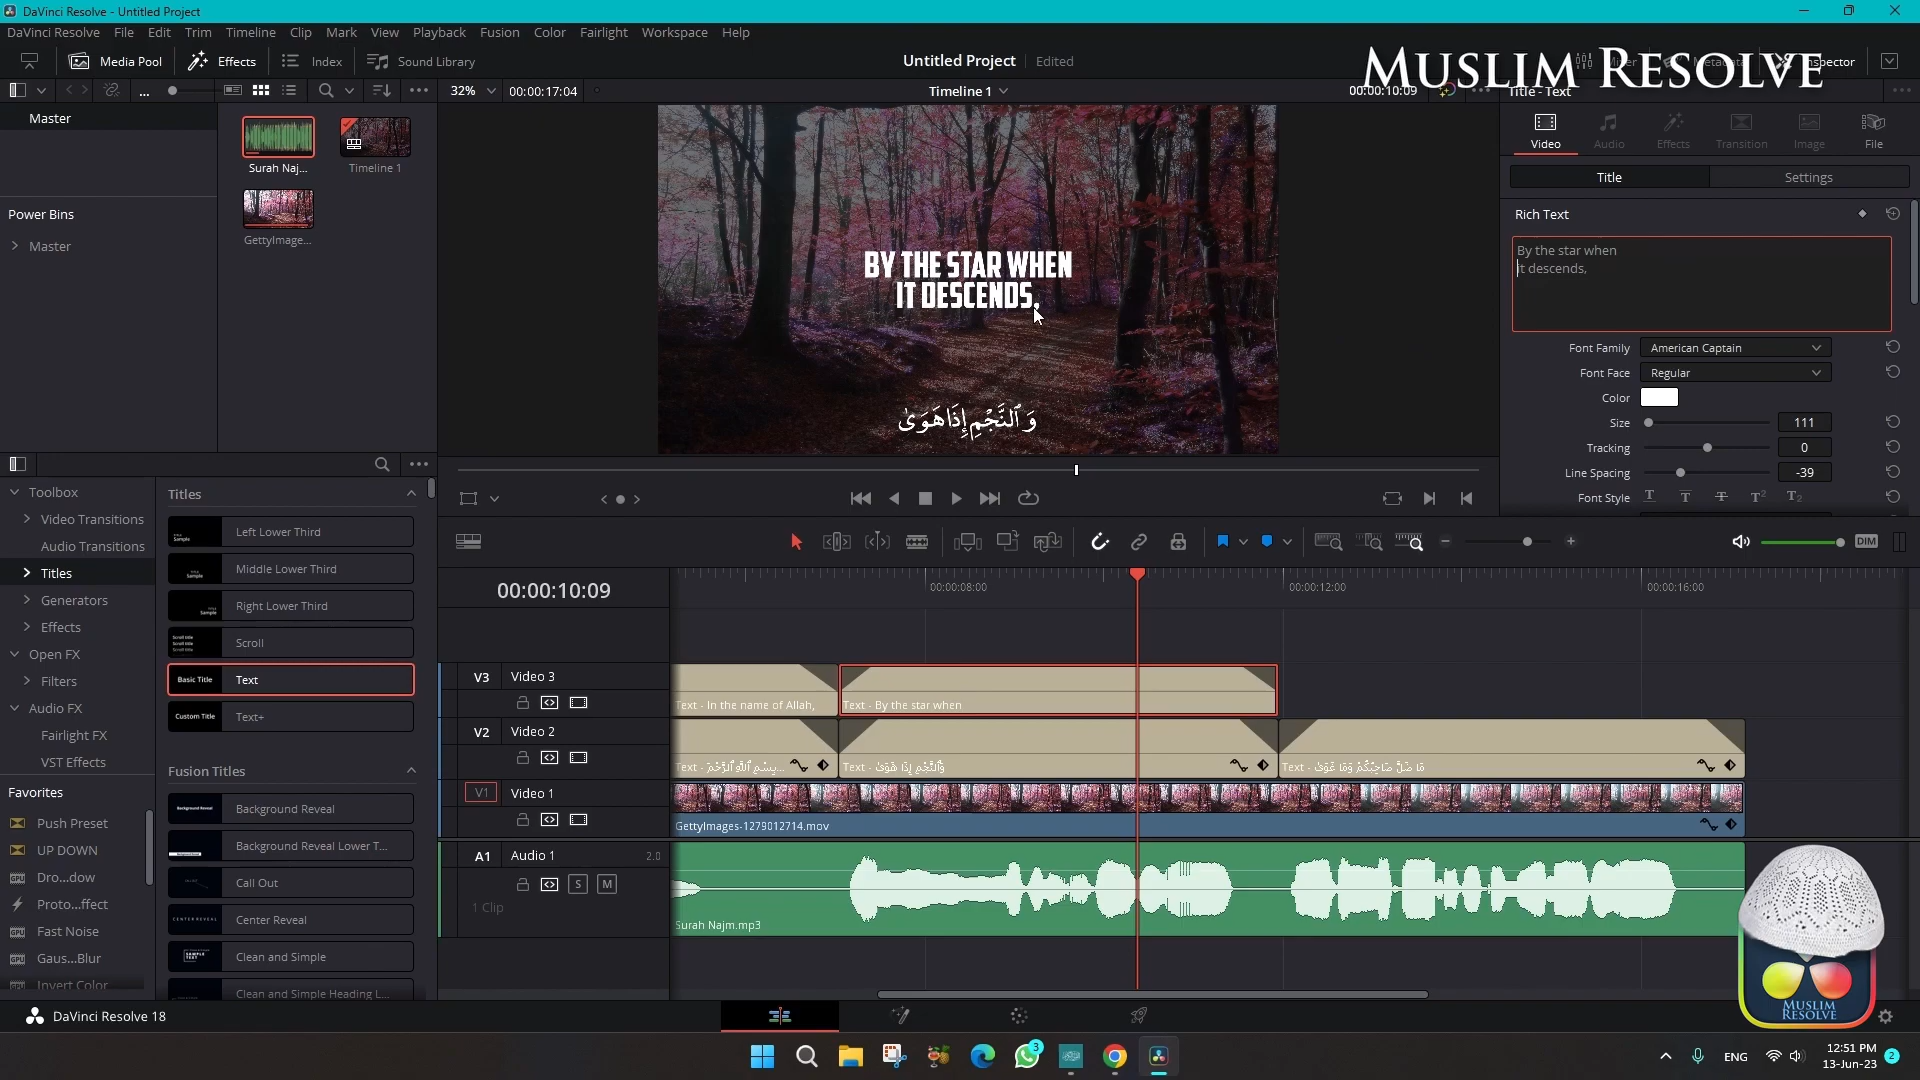 DaVinci Resolve - Untitled Project
DaVinci Resolve File Edit Trim Timeline Clip Mark View Playback Fusion Color Fairlight Workspace Help
Media Pool Effects Index Sound Library
Untitled Project Edited
MUSLIM RESOLVE
Inspector
32% 00:00:17:04
Timeline 1
00:00:10:09
Title - Text
Master
Surah Naj...
Timeline 1
GettyImage...
Power Bins
Master
BY THE STAR WHEN
IT DESCENDS,
وَٱلنَّجْمِ إِذَا هَوَىٰ
Video Audio Effects Transition Image File
Title Settings
Rich Text
By the star when
it descends,
Font Family American Captain
Font Face Regular
Color
Size 111
Tracking 0
Line Spacing -39
Font Style T T T T² T₂
Toolbox
Video Transitions
Audio Transitions
Titles
Generators
Effects
Open FX
Filters
Audio FX
Fairlight FX
VST Effects
Favorites
Push Preset
UP DOWN
Dro...dow
Proto...ffect
Fast Noise
Gaus...Blur
Invert Color
Titles
Left Lower Third
Middle Lower Third
Right Lower Third
Scroll
Basic Title Text
Custom Title Text+
Fusion Titles
Background Reveal
Background Reveal Lower T...
Call Out
Center Reveal
Clean and Simple
Clean and Simple Heading L...
DIM
00:00:10:09
00:00:08:00 00:00:12:00 00:00:16:00
V3 Video 3
Text - In the name of Allah, Text - By the star when
V2 Video 2
Text - بِسْمِ ٱللَّهِ ٱلرَّحْمَ... Text - وَٱلنَّجْمِ إِذَا هَوَىٰ Text - مَا ضَلَّ صَاحِبُكُمْ وَمَا غَوَىٰ
V1 Video 1
GettyImages-1279012714.mov
A1 Audio 1 2.0
S M
1 Clip
Surah Najm.mp3
MUSLIM
RESOLVE
DaVinci Resolve 18
3
ENG
12:51 PM
13-Jun-23
2